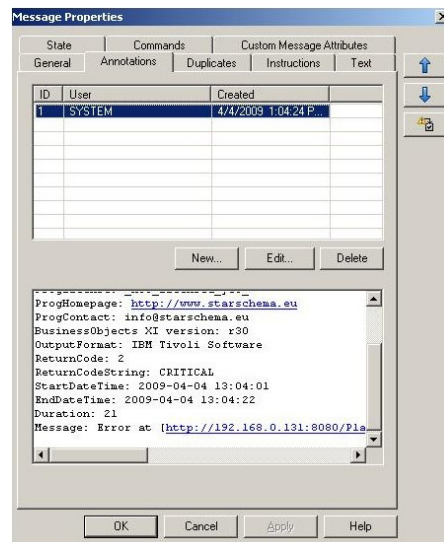 Message Properties
State Commands Custom Message Attributes
General Annotations Duplicates Instructions Text
ID User Created
1 SYSTEM 4/4/2009 1:04:24 P...
New... Edit... Delete
ProgHomepage: http://www.starschema.eu
ProgContact: info@starschema.eu
BusinessObjects XI version: r30
OutputFormat: IBM Tivoli Software
ReturnCode: 2
ReturnCodeString: CRITICAL
StartDateTime: 2009-04-04 13:04:01
EndDateTime: 2009-04-04 13:04:22
Duration: 21
Message: Error at [http://192.168.0.131:8080/Pla
OK Cancel Apply Help